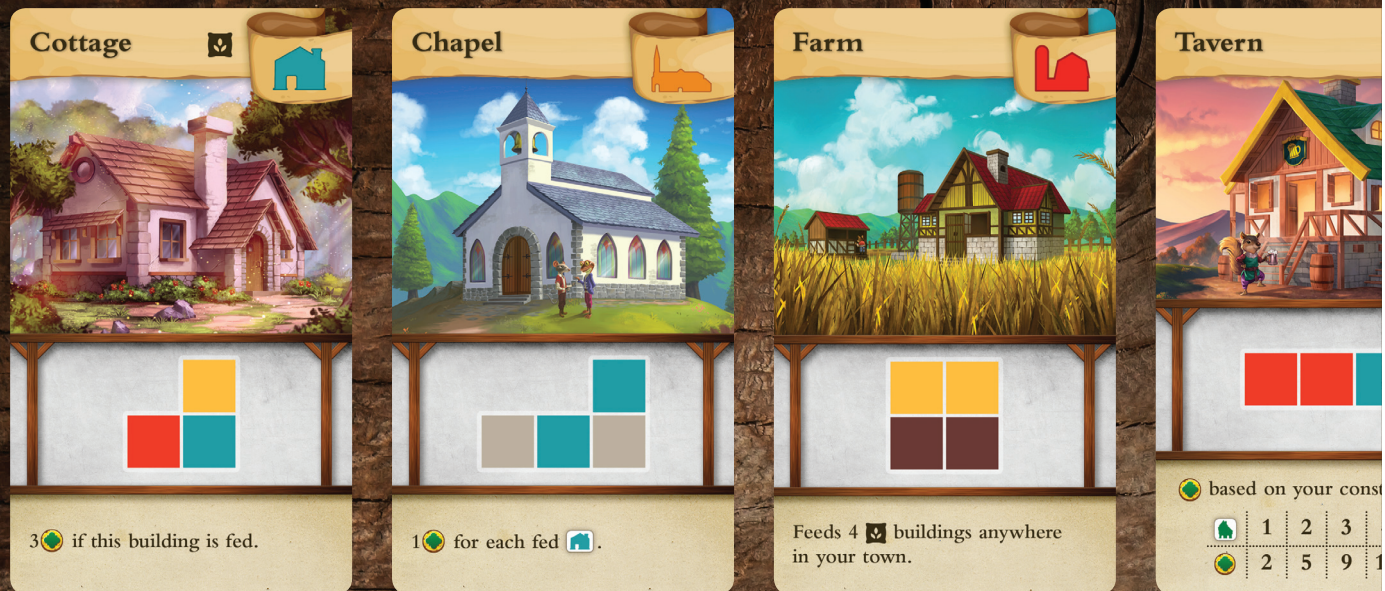 Cottage
3 if this building is fed.
Chapel
1 for each fed .
Farm
Feeds 4 buildings anywhere
in your town.
Tavern
based on your
1 2 3
2 5 9